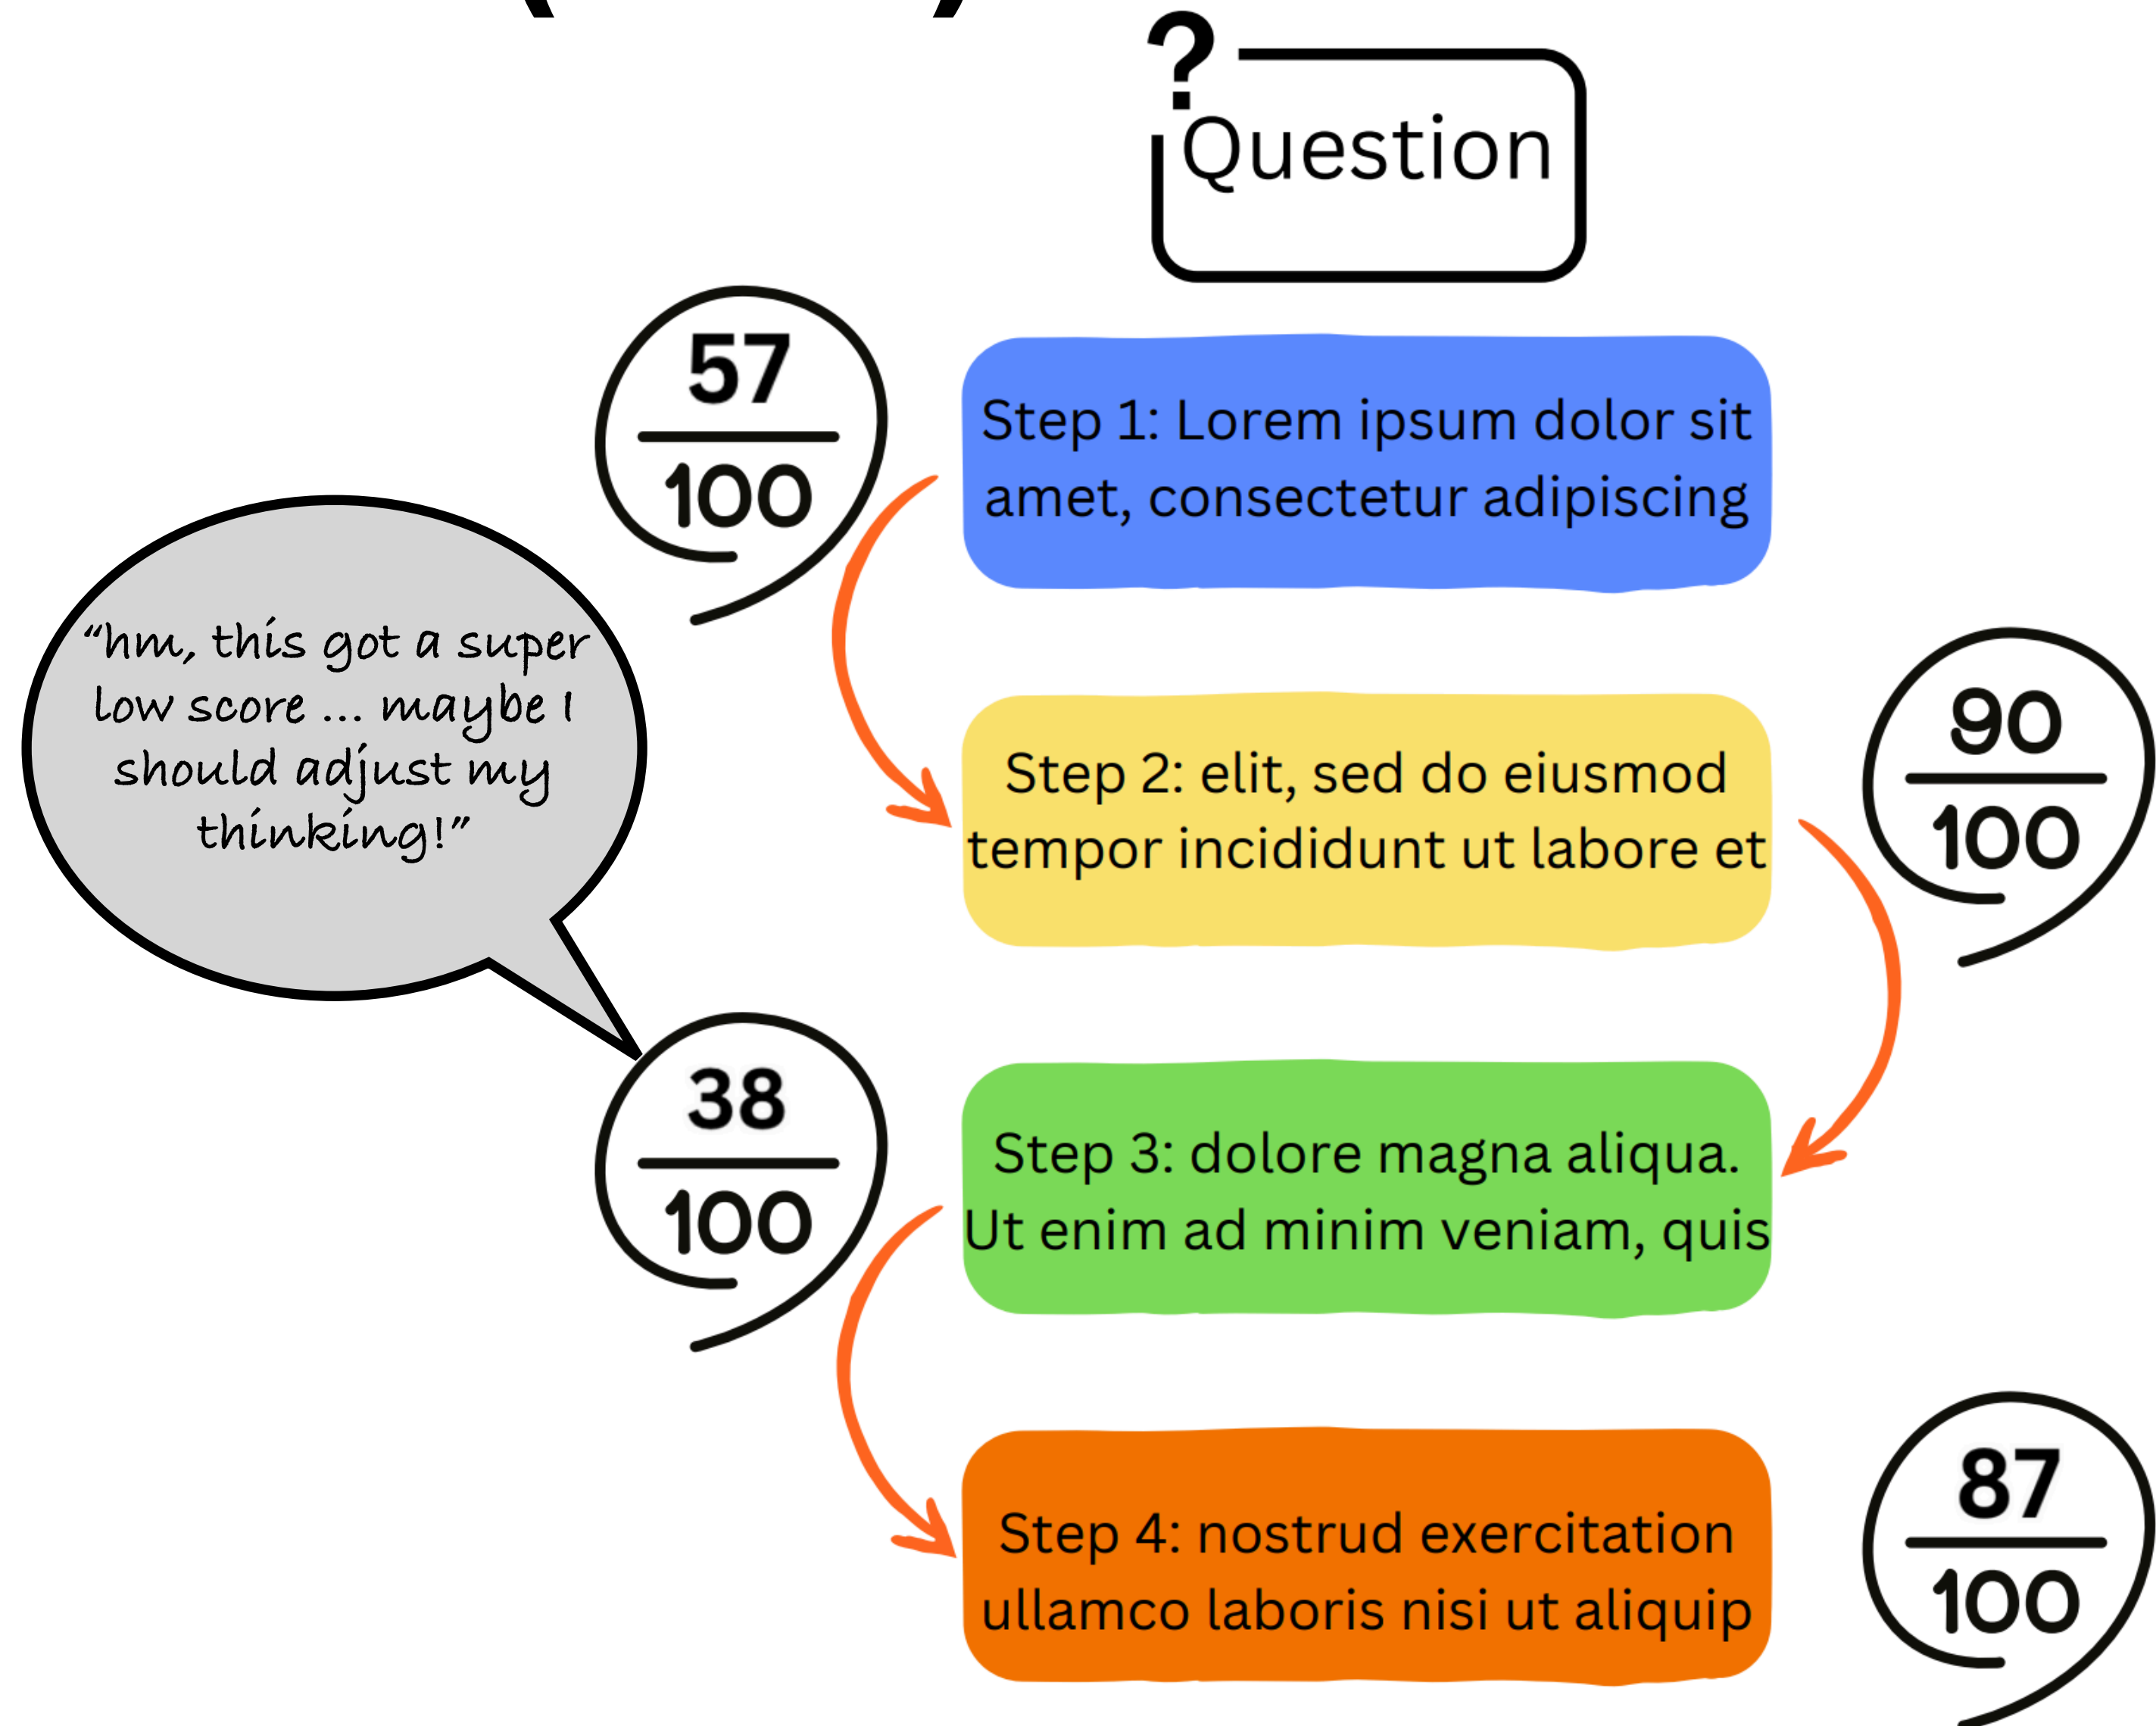 ?
Question
57
100
Step 1: Lorem ipsum dolor sit
amet, consectetur adipiscing
“hm, this got a super
low score ... maybe I
should adjust my
thinking!”
Step 2: elit, sed do eiusmod
tempor incididunt ut labore et
90
100
38
100
Step 3: dolore magna aliqua.
Ut enim ad minim veniam, quis
Step 4: nostrud exercitation
ullamco laboris nisi ut aliquip
87
100